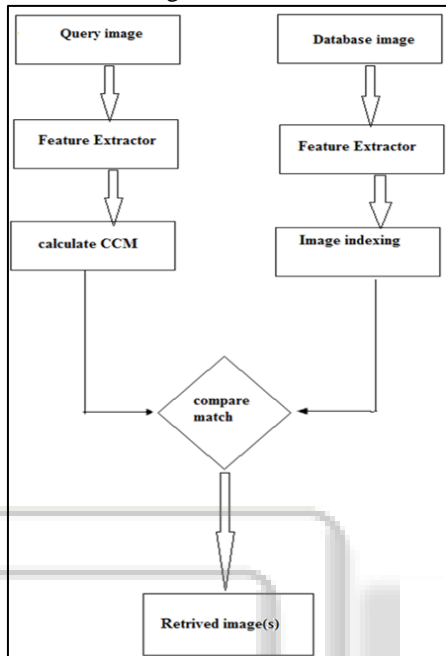 Query image
Database image
Feature Extractor
Feature Extractor
calculate CCM
Image indexing
compare
match
Retrived image(s)